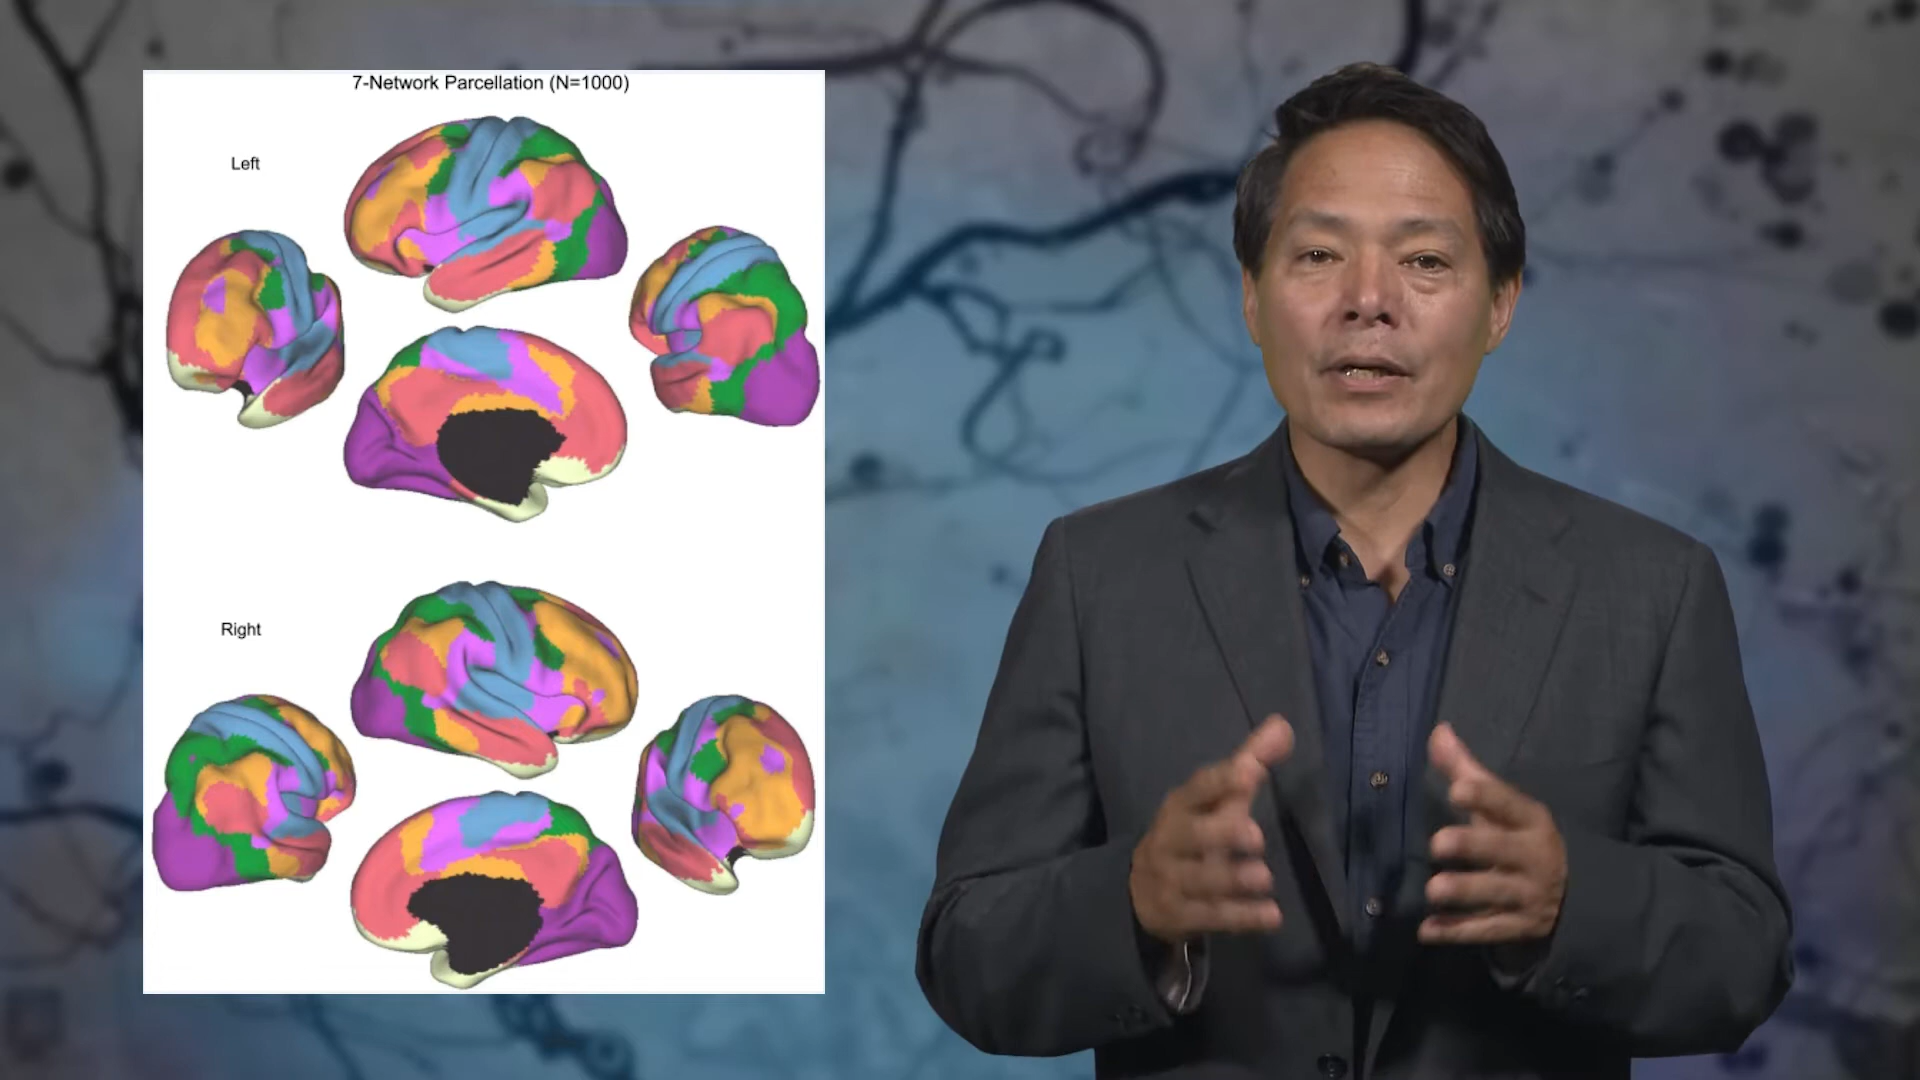 7-Network Parcellation (N=1000)
Left
Right